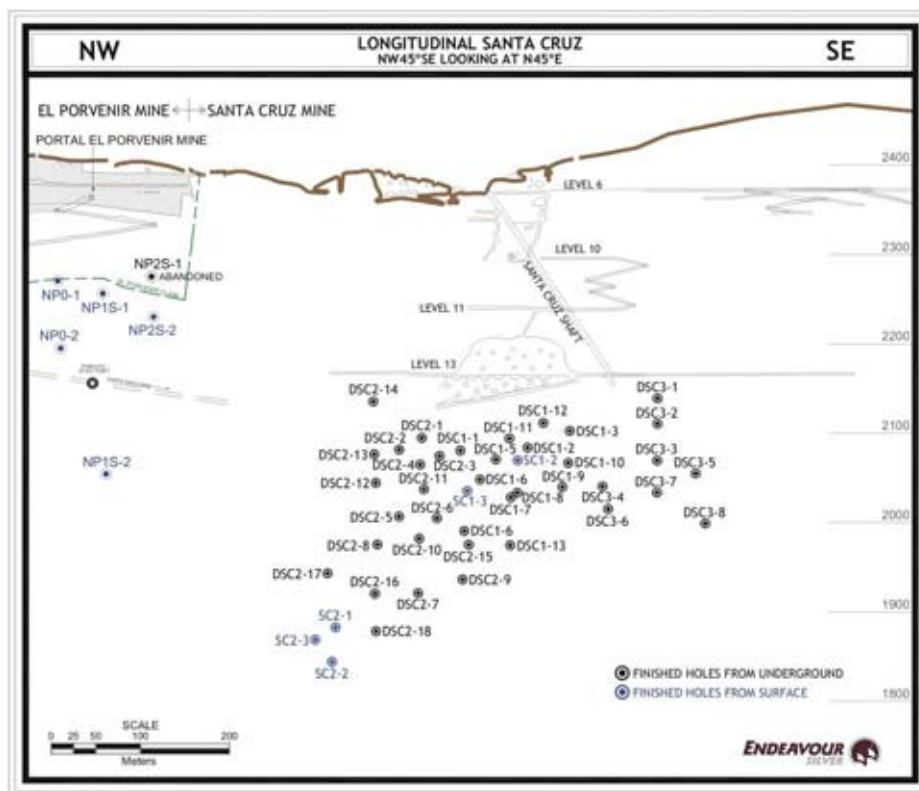 NW
LONGITUDINAL SANTA CRUZ
NW45°SE LOOKING AT N45°E
SE
EL PORVENIR MINE
SANTA CRUZ MINE
PORTAL EL PORVENIR MINE
2400
LEVEL 6
LEVEL 10
2300
NP2S-1
ABANDONED
NP0-1
NP1S-1
NP2S-2
SANTA CRUZ SHAFT
LEVEL 11
NP0-2
2200
LEVEL 13
DSC2-14
DSC3-1
DSC1-12
DSC3-2
DSC2-1
DSC1-11
DSC1-3
2100
DSC2-2
DSC1-1
DSC1-5
DSC1-2
DSC3-3
DSC2-13
DSC2-4
DSC2-3
SC1-2
DSC1-10
DSC3-5
NP1S-2
DSC2-11
DSC1-9
DSC2-12
DSC1-6
DSC3-7
SC1-3
DSC1-8
DSC3-4
DSC2-6
DSC1-7
DSC2-5
DSC3-6
DSC3-8
2000
DSC1-6
DSC2-8
DSC2-10
DSC2-15
DSC1-13
DSC2-17
DSC2-16
DSC2-9
DSC2-7
1900
SC2-1
DSC2-18
SC2-3
SC2-2
FINISHED HOLES FROM UNDERGROUND
FINISHED HOLES FROM SURFACE
1800
SCALE
0 25 50 100 200
Meters
ENDEAVOUR
SILVER